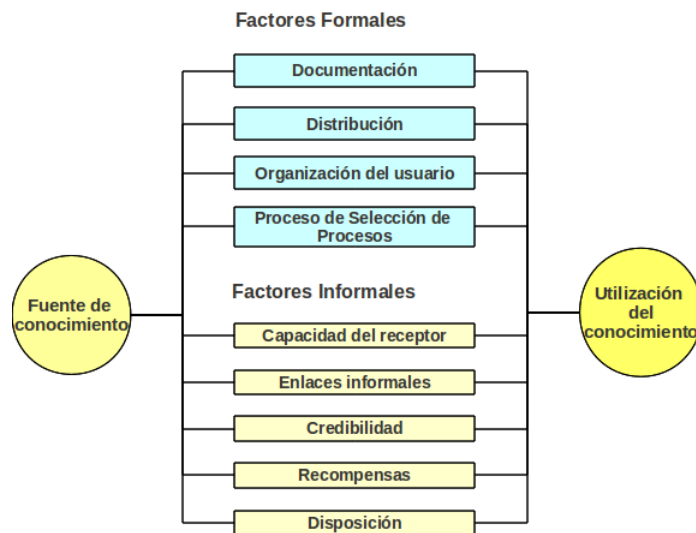 Factores Formales
Documentación
Distribución
Organización del usuario
Proceso de Selección de
Procesos
Fuente de
conocimiento
Factores Informales
Capacidad del receptor
Enlaces informales
Credibilidad
Recompensas
Disposición
Utilización
del
conocimiento